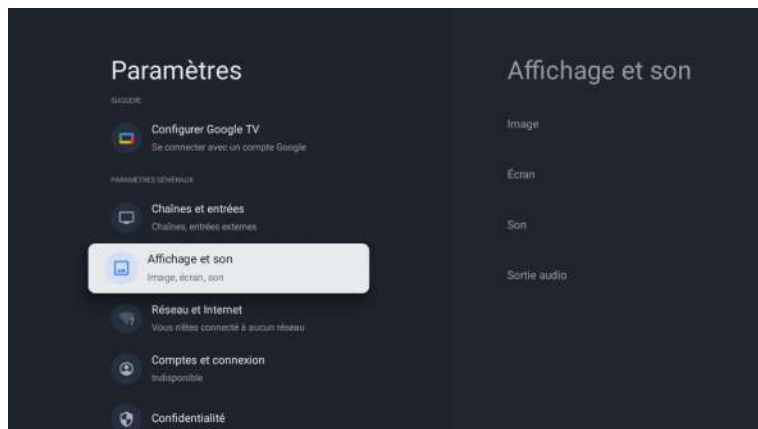 Paramètres
SUGGÉRÉ
Configurer Google TV
Se connecter avec un compte Google
PARAMÈTRES GÉNÉRAUX
Chaînes et entrées
Chaînes, entrées externes
Affichage et son
Image, écran, son
Réseau et Internet
Vous n'êtes connecté à aucun réseau
Comptes et connexion
Indisponible
Confidentialité
Affichage et son
Image
Écran
Son
Sortie audio